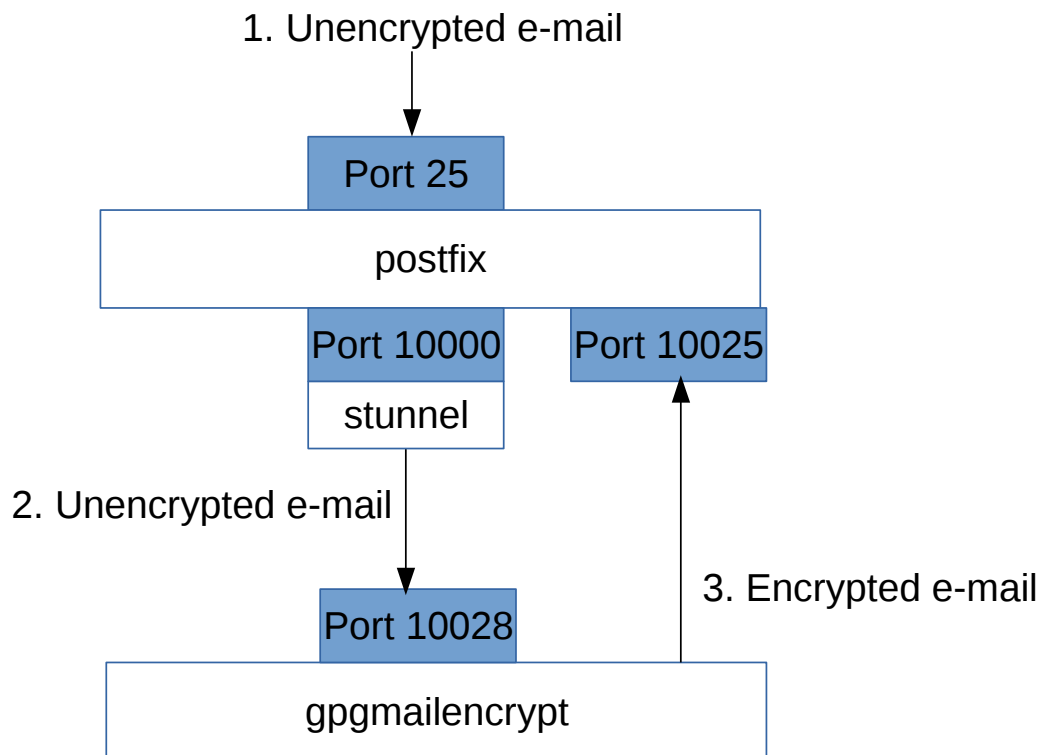 1. Unencrypted e-mail
Port 25
postfix
Port 10000
Port 10025
stunnel
2. Unencrypted e-mail
3. Encrypted e-mail
Port 10028
gpgmailencrypt